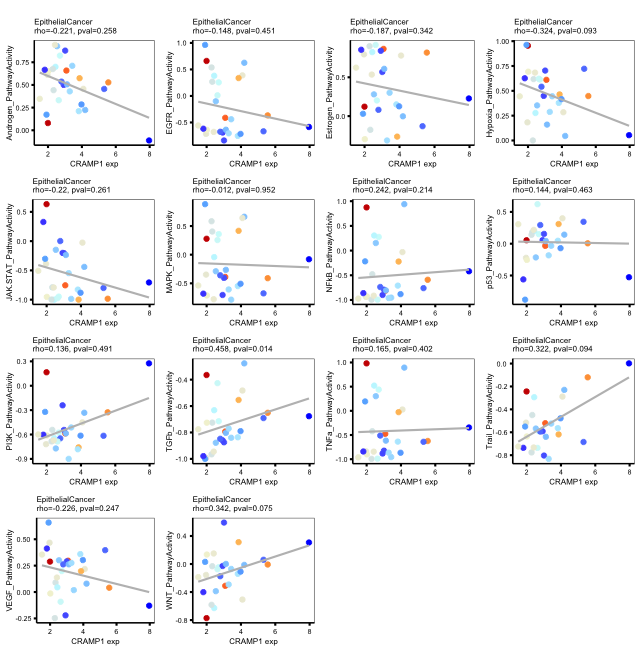 EpithelialCancer
rho=-0.221, pval=0.258
Androgen_PathwayActivity
0.75
0.50
0.25
0.00
2
4
6
8
CRAMP1 exp
EpithelialCancer
rho=-0.148, pval=0.451
EGFR_PathwayActivity
1.0
0.5
0.0
-0.5
2
4
6
8
CRAMP1 exp
EpithelialCancer
rho=-0.187, pval=0.342
Estrogen_PathwayActivity
0.5
0.0
2
4
6
8
CRAMP1 exp
EpithelialCancer
rho=-0.324, pval=0.093
Hypoxia_PathwayActivity
1.00
0.75
0.50
0.25
0.00
2
4
6
8
CRAMP1 exp
EpithelialCancer
rho=-0.22, pval=0.261
JAK-STAT_PathwayActivity
0.5
0.0
-0.5
-1.0
2
4
6
8
CRAMP1 exp
EpithelialCancer
rho=-0.012, pval=0.952
MAPK_PathwayActivity
0.5
0.0
-0.5
2
4
6
8
CRAMP1 exp
EpithelialCancer
rho=0.242, pval=0.214
NFkB_PathwayActivity
1.0
0.5
0.0
-0.5
-1.0
2
4
6
8
CRAMP1 exp
EpithelialCancer
rho=0.144, pval=0.463
p53_PathwayActivity
0.5
0.0
-0.5
2
4
6
8
CRAMP1 exp
EpithelialCancer
rho=0.136, pval=0.491
PI3K_PathwayActivity
0.3
0.0
-0.3
-0.6
-0.9
2
4
6
8
CRAMP1 exp
EpithelialCancer
rho=0.458, pval=0.014
TGFb_PathwayActivity
-0.4
-0.6
-0.8
-1.0
2
4
6
8
CRAMP1 exp
EpithelialCancer
rho=0.165, pval=0.402
TNFa_PathwayActivity
1.0
0.5
0.0
-0.5
-1.0
2
4
6
8
CRAMP1 exp
EpithelialCancer
rho=0.322, pval=0.094
Trail_PathwayActivity
0.0
-0.2
-0.4
-0.6
-0.8
2
4
6
8
CRAMP1 exp
EpithelialCancer
rho=-0.226, pval=0.247
VEGF_PathwayActivity
0.50
0.25
0.00
-0.25
2
4
6
8
CRAMP1 exp
EpithelialCancer
rho=0.342, pval=0.075
WNT_PathwayActivity
0.4
0.0
-0.4
-0.8
2
4
6
8
CRAMP1 exp